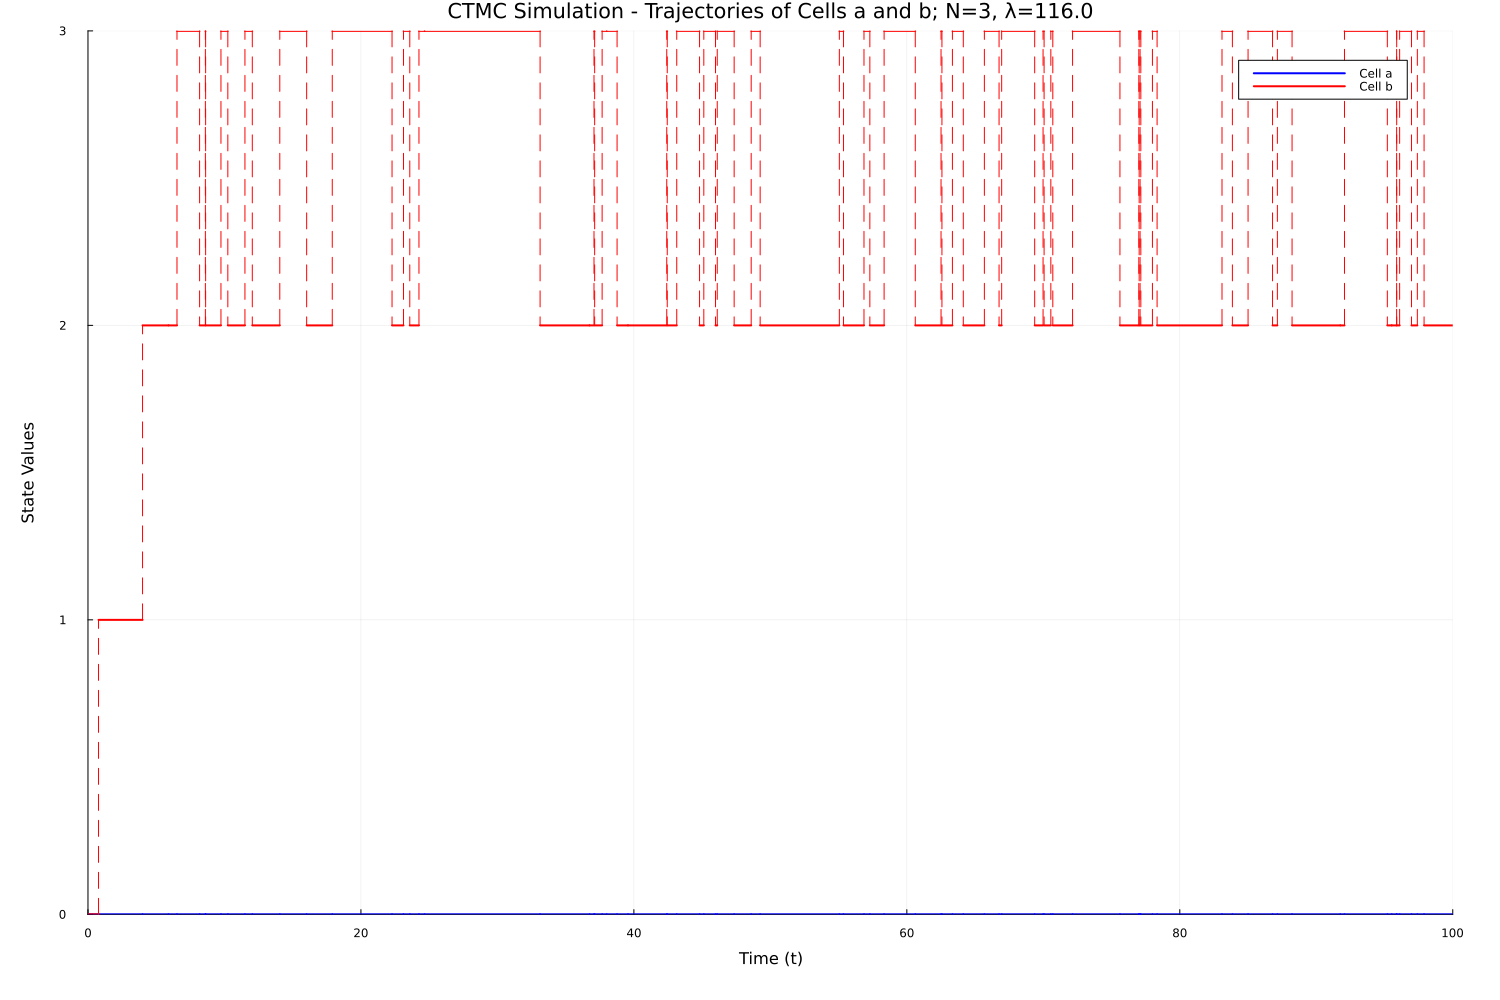 CTMC Simulation - Trajectories of Cells a and b; N=3, λ=116.0
3
Cell a
Cell b
2
State Values
1
0
0 20 40 60 80 100
Time (t)